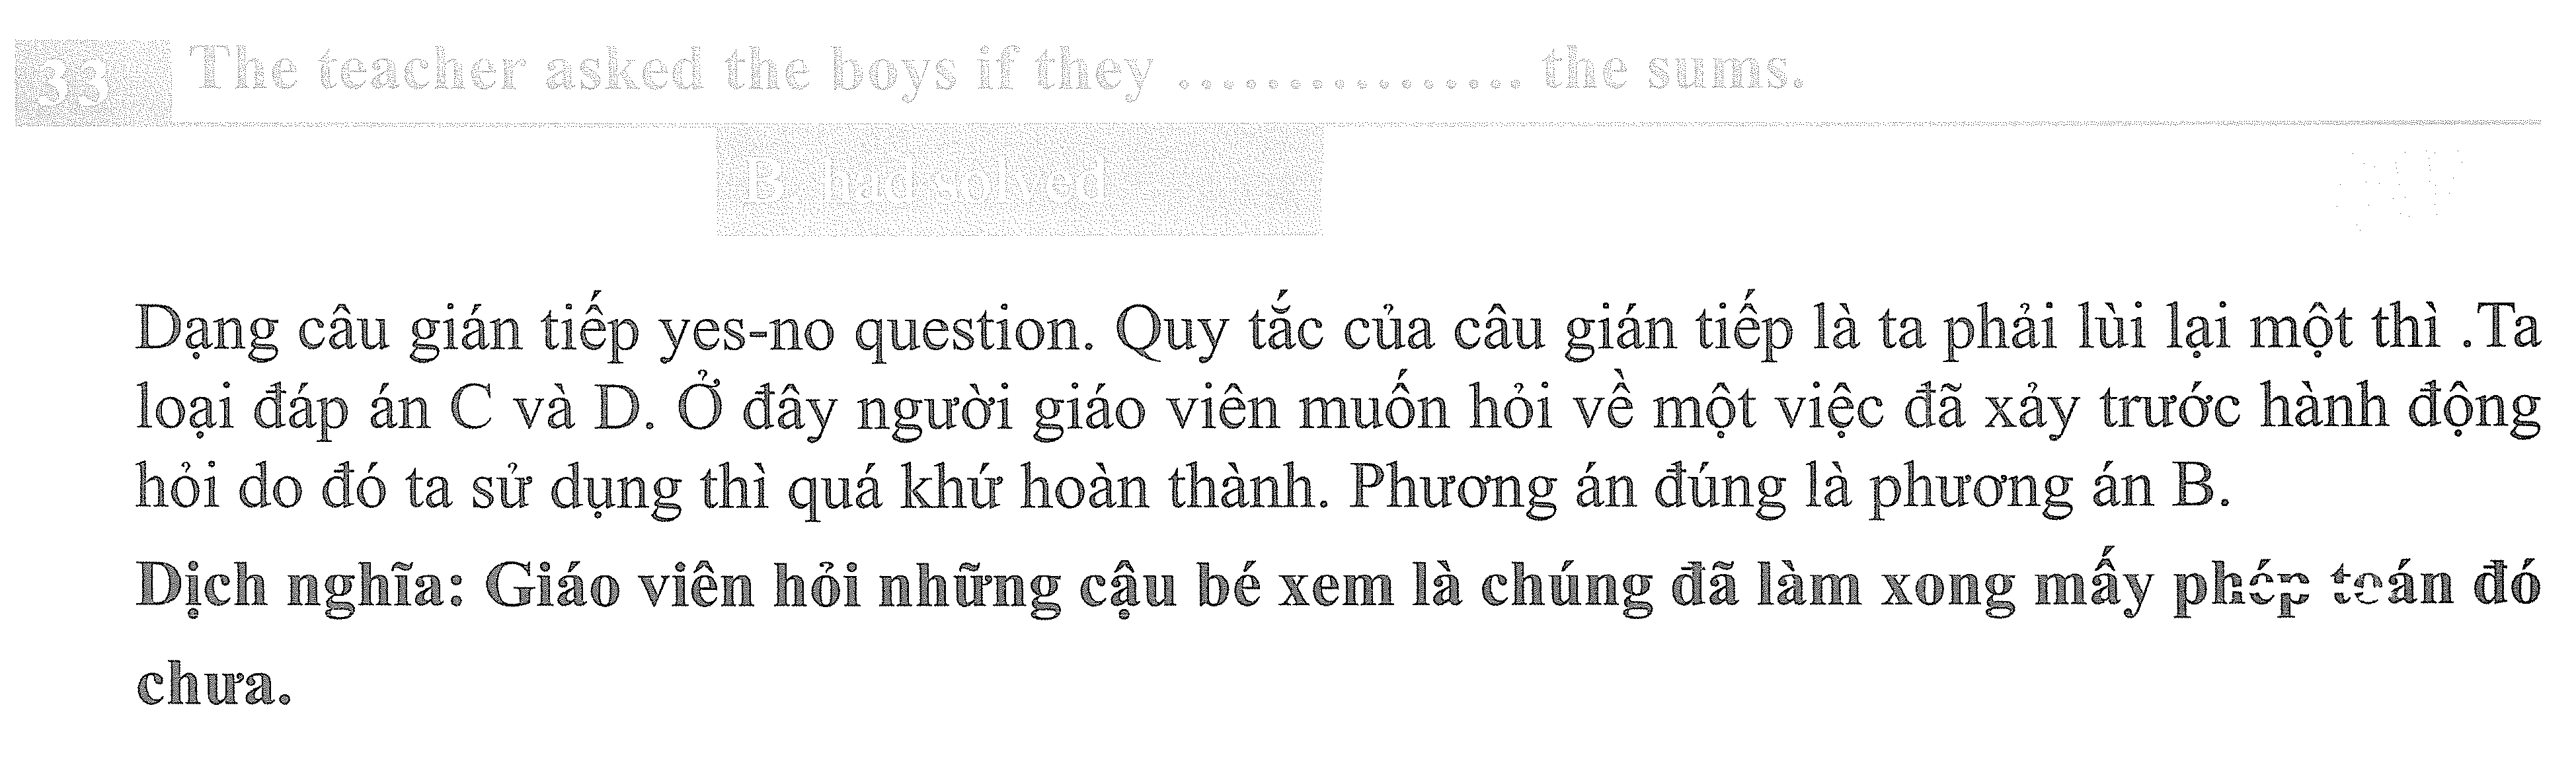 33 The teacher asked the boys if they ................ the sums.
B. had solved
Dạng câu gián tiếp yes-no question. Quy tắc của câu gián tiếp là ta phải lùi lại một thì .Ta
loại đáp án C và D. Ở đây người giáo viên muốn hỏi về một việc đã xảy trước hành động
hỏi do đó ta sử dụng thì quá khứ hoàn thành. Phương án đúng là phương án B.
Dịch nghĩa: Giáo viên hỏi những cậu bé xem là chúng đã làm xong mấy phép toán đó
chưa.